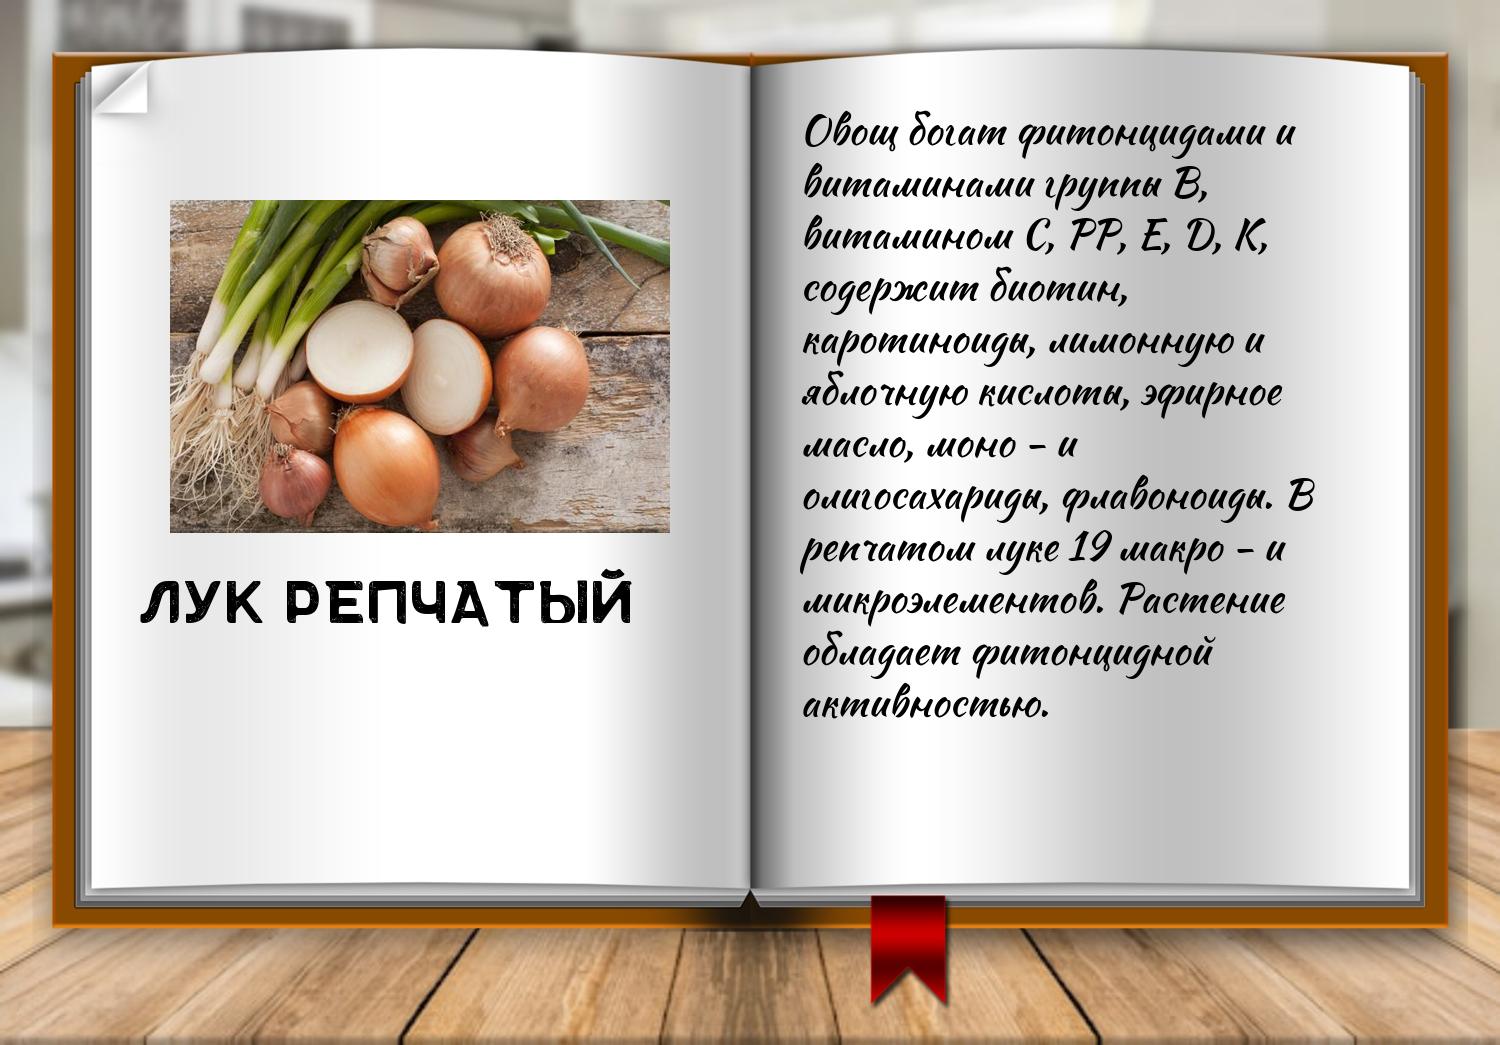 ЛУК РЕПЧАТЫЙ
Овощ богат фитонцидами и
витаминами группы В,
витамином С, РР, Е, D, К,
содержит биотин,
каротиноиды, лимонную и
яблочную кислоты, эфирное
масло, моно - и
олигосахариды, флавоноиды. В
репчатом луке 19 макро - и
микроэлементов. Растение
обладает фитонцидной
активностью.